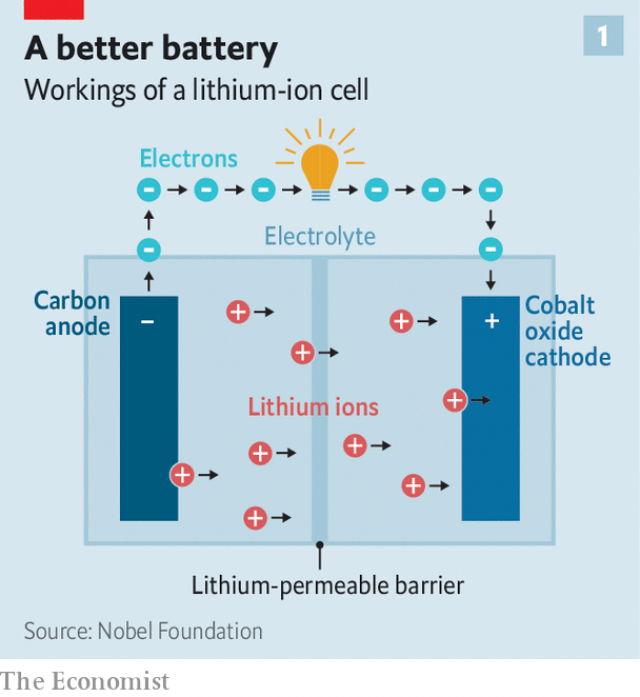 1
A better battery
Workings of a lithium-ion cell
Electrons
Electrolyte
Carbon
anode
Cobalt
oxide
cathode
Lithium ions
Lithium-permeable barrier
Source: Nobel Foundation
The Economist